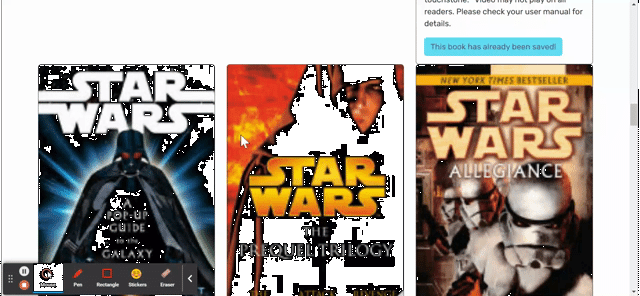 touchstone.  Video may not play on all
readers. Please check your user manual for
details.
This book has already been saved!
STAR
WARS
A
POP-UP
GUIDE
to the
GALAXY
STAR
WARS
THE
PREQUEL TRILOGY
NEW YORK TIMES BESTSELLER
STAR
WARS
ALLEGIANCE
Pen
Rectangle
Stickers
Eraser